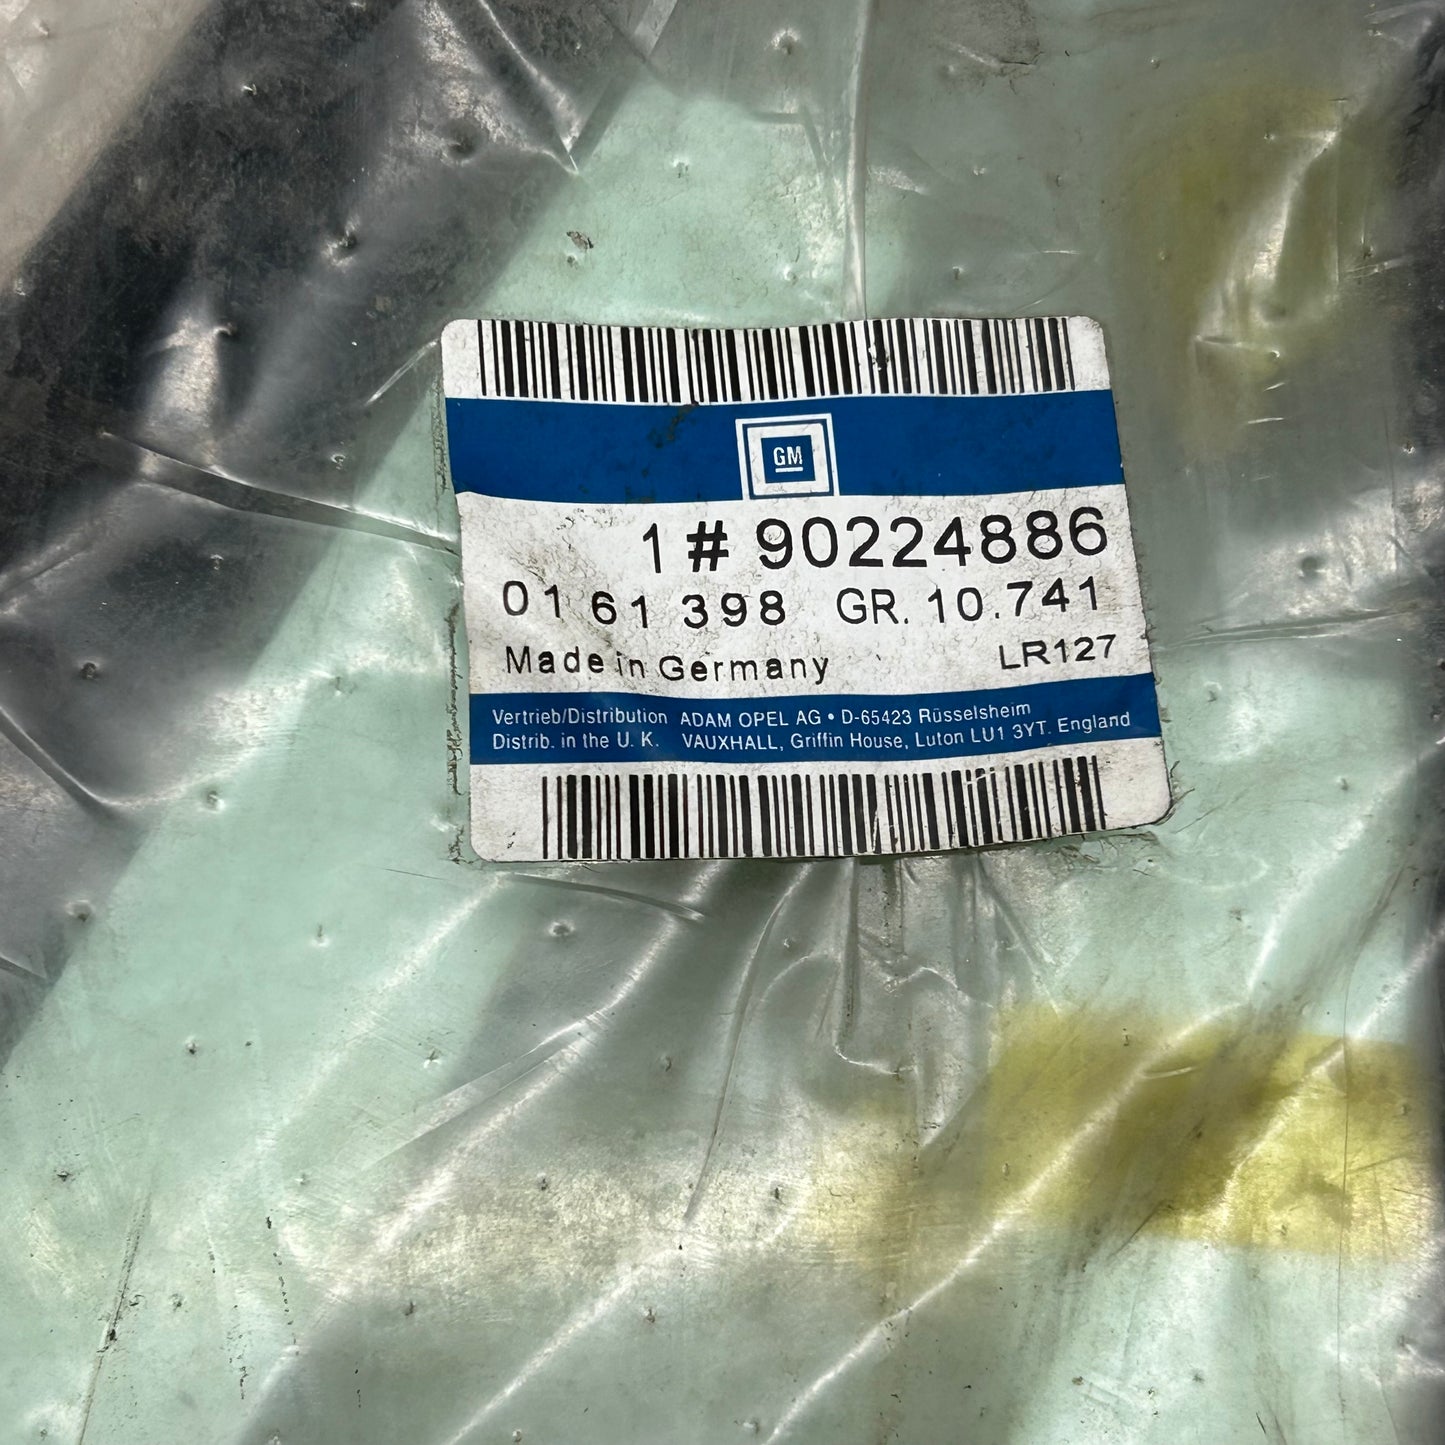 GM
1 # 90224886
01 61 398 GR. 10.741
Made in Germany LR127
Vertrieb/Distribution ADAM OPEL AG • D-65423 Rüsselsheim
Distrib. in the U. K. VAUXHALL, Griffin House, Luton LU1 3YT. England